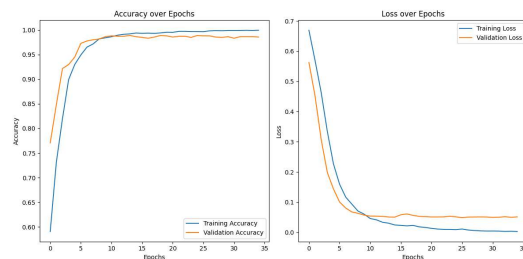 Accuracy over Epochs
1.00
0.95
0.90
0.85
0.80
0.75
0.70
0.65
0.60
Accuracy
0 5 10 15 20 25 30 35
Epochs
Training Accuracy
Validation Accuracy
Loss over Epochs
0.7
0.6
0.5
0.4
0.3
0.2
0.1
0.0
Loss
0 5 10 15 20 25 30
Epochs
Training Loss
Validation Loss